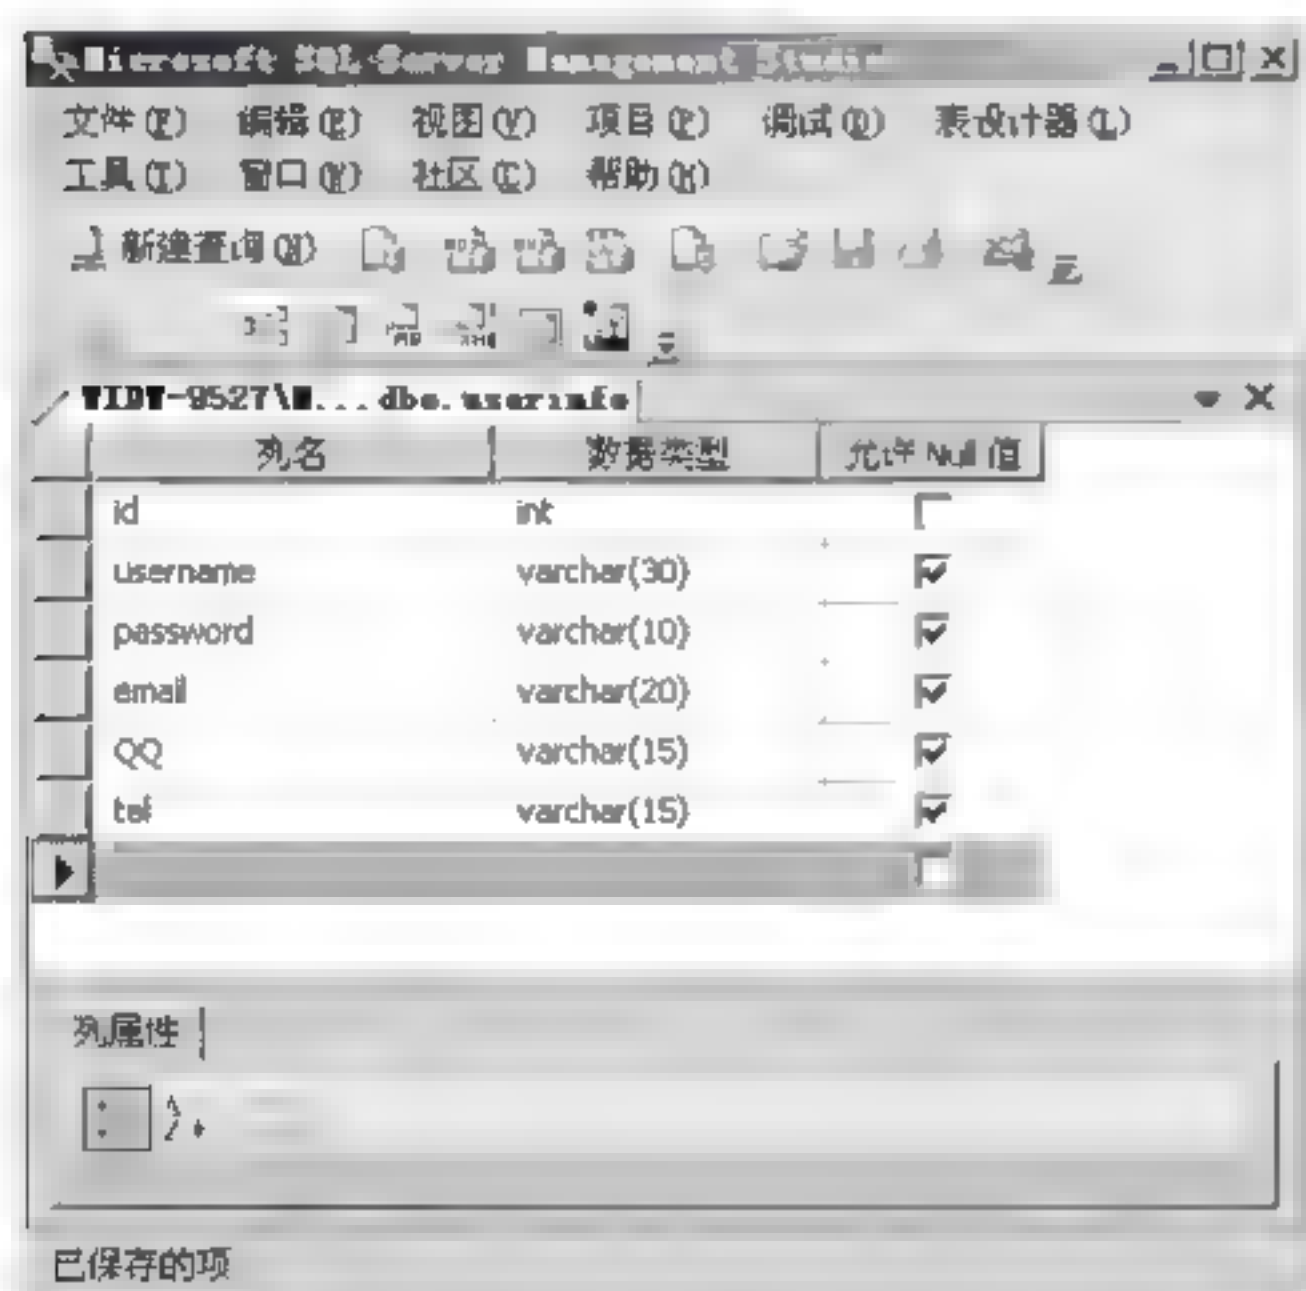 Microsoft SQL Server Management Studio
文件(F) 编辑(E) 视图(V) 项目(P) 调试(D) 表设计器(L)
工具(T) 窗口(W) 社区(C) 帮助(H)
新建查询(N)
dbo.userinfo
列名 数据类型 允许 Null 值
id int
username varchar(30)
password varchar(10)
email varchar(20)
QQ varchar(15)
tel varchar(15)
列属性
已保存的项